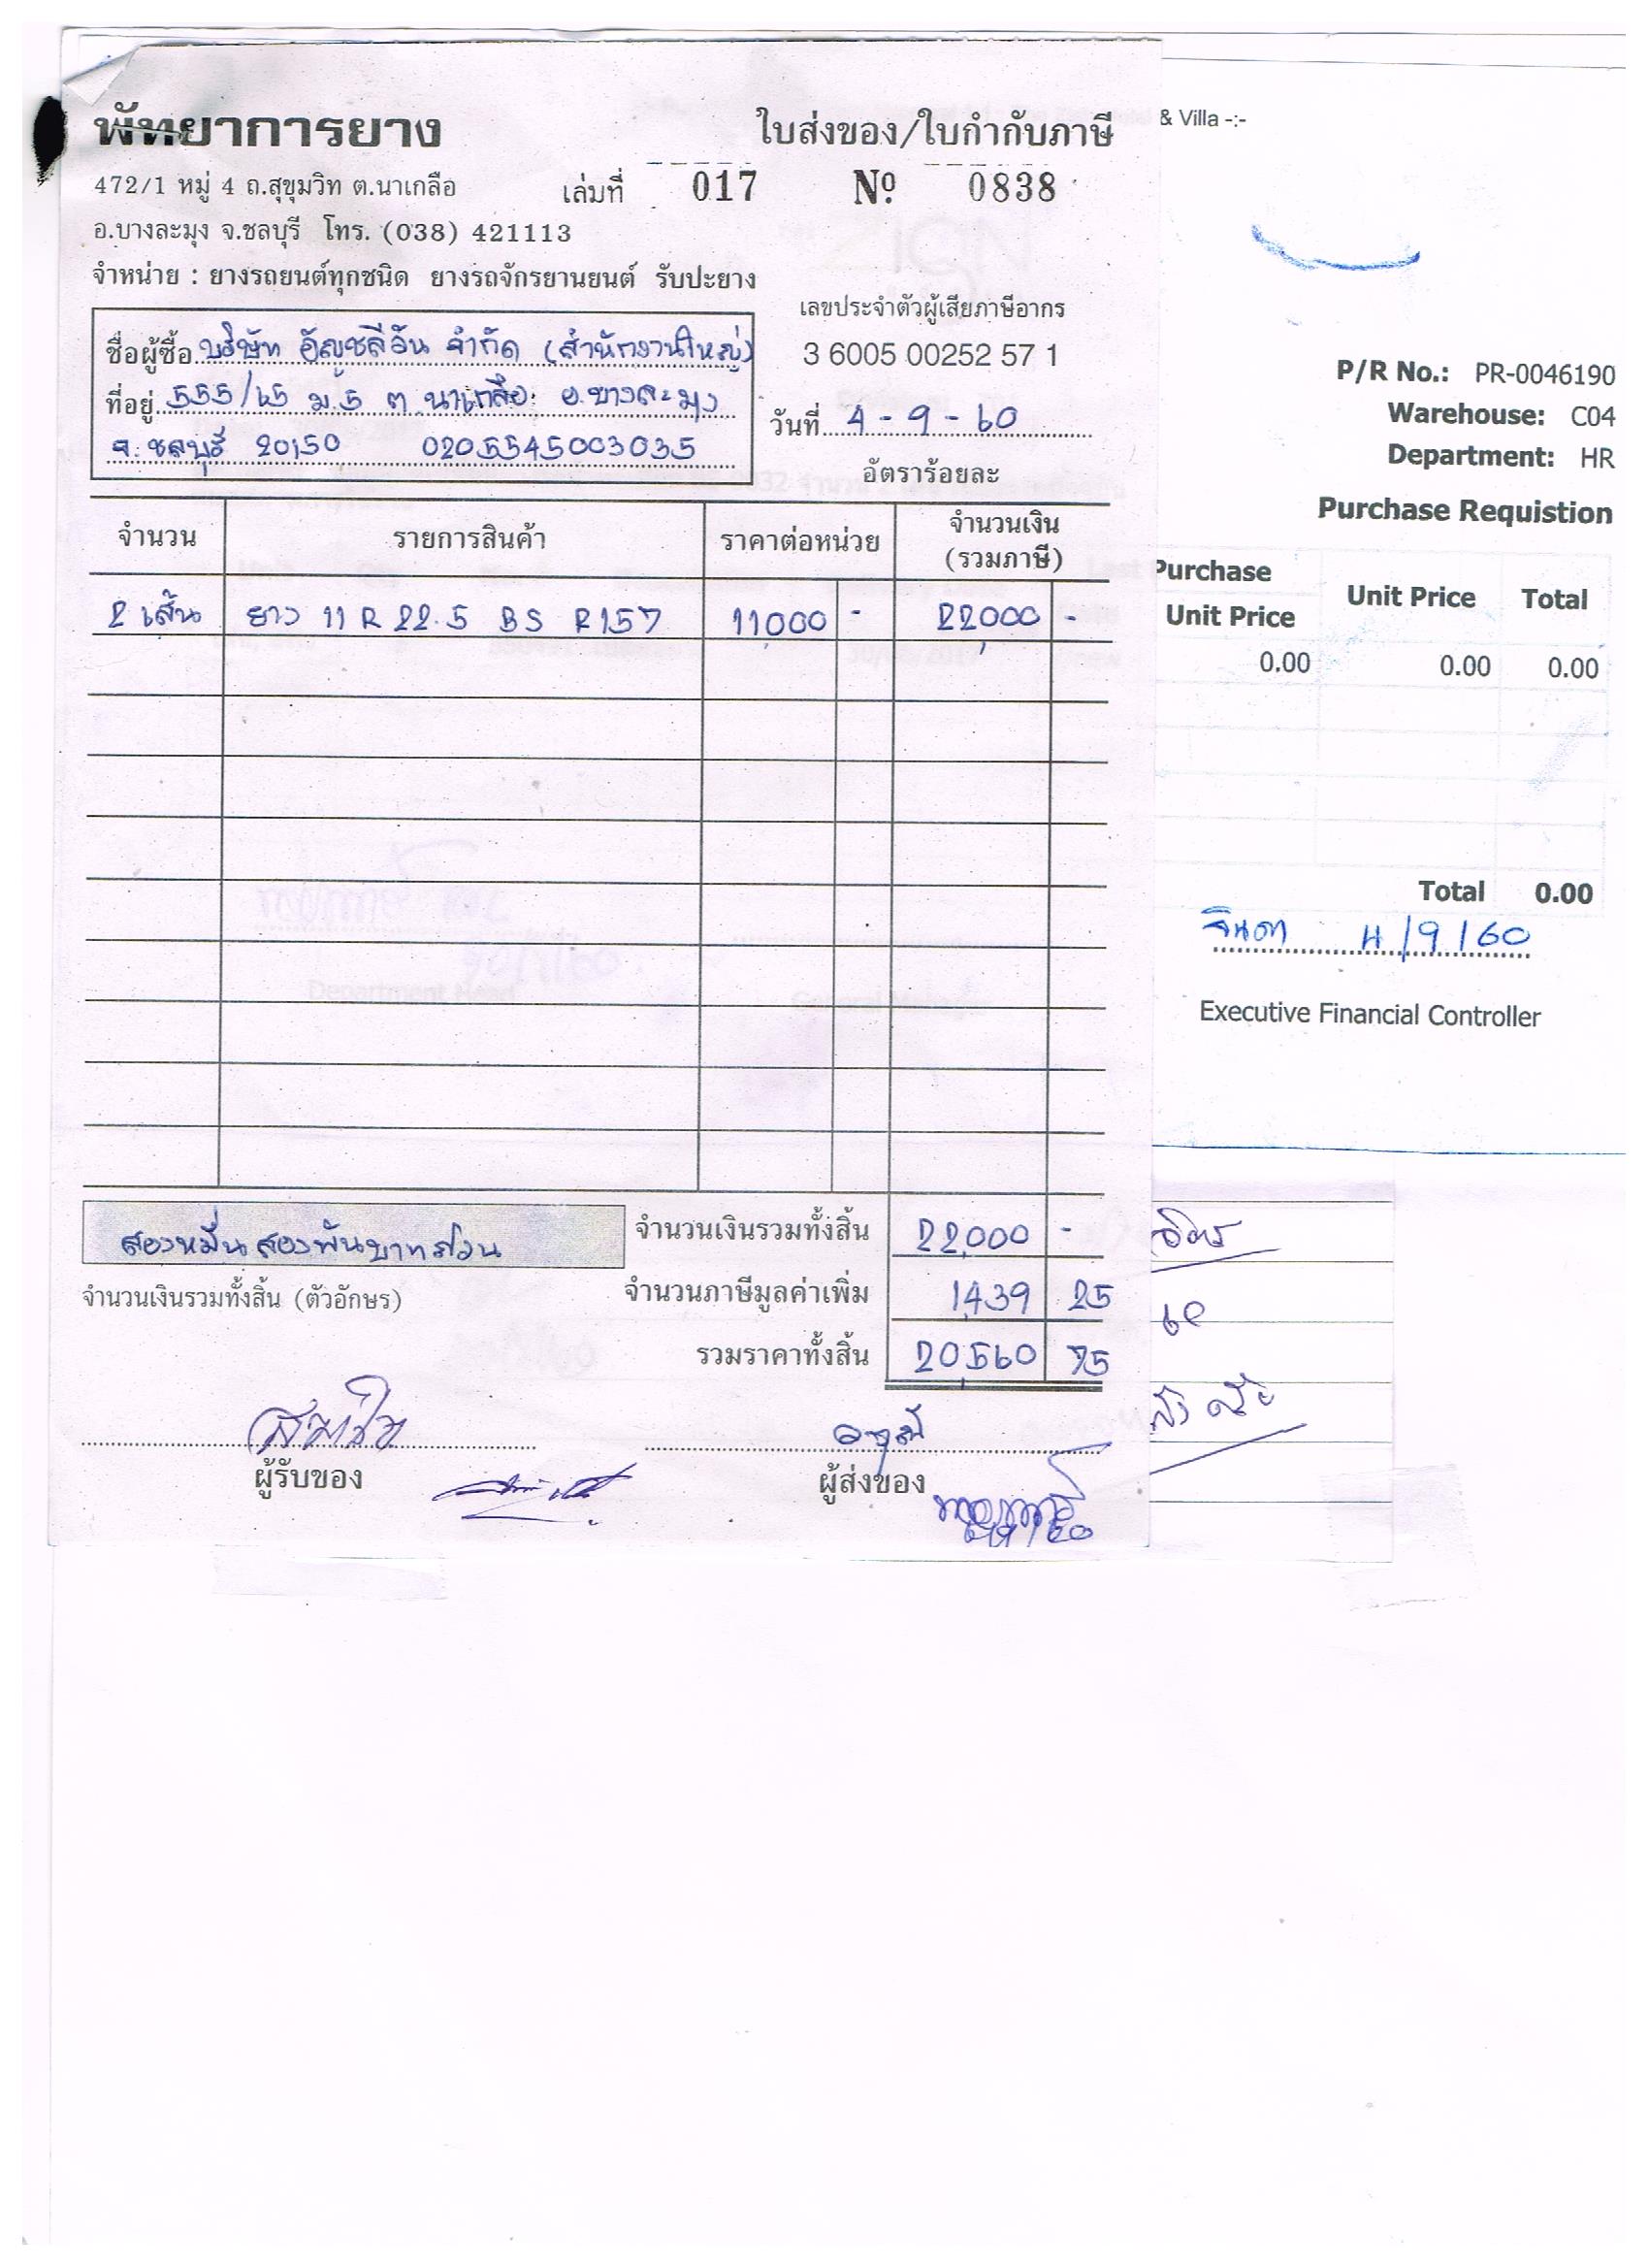 พัทยาการยาง
ใบส่งของ/ใบกำกับภาษี
472/1 หมู่ 4 ถ.สุขุมวิท ต.นาเกลือ
เล่มที่ 017 Nº 0838
อ.บางละมุง จ.ชลบุรี โทร. (038) 421113
จำหน่าย : ยางรถยนต์ทุกชนิด ยางรถจักรยานยนต์ รับปะยาง
เลขประจำตัวผู้เสียภาษีอากร
3 6005 00252 57 1
ชื่อผู้ซื้อ บริษัท อัญชลีอัน จำกัด (สำนักงานใหญ่)
ที่อยู่ 555/65 ม.5 ต.นาเกลือ อ.บางละมุง
จ.ชลบุรี 20150 0205545003035
วันที่ 4-9-60
อัตราร้อยละ
จำนวน รายการสินค้า ราคาต่อหน่วย จำนวนเงิน
(รวมภาษี)
2 เส้น ยาง 11 R 22.5 BS R157 11,000 - 22,000 -
สองหมื่นสองพันบาทถ้วน
จำนวนเงินรวมทั้งสิ้น 22,000 -
จำนวนเงินรวมทั้งสิ้น (ตัวอักษร)
จำนวนภาษีมูลค่าเพิ่ม 1,439 25
รวมราคาทั้งสิ้น 20,560 75
ผู้รับของ
ผู้ส่งของ
& Villa -:-
P/R No.: PR-0046190
Warehouse: C04
Department: HR
Purchase Requistion
Purchase
Unit Price Unit Price Total
0.00 0.00 0.00
Total 0.00
จินดา 4/9/60
Executive Financial Controller